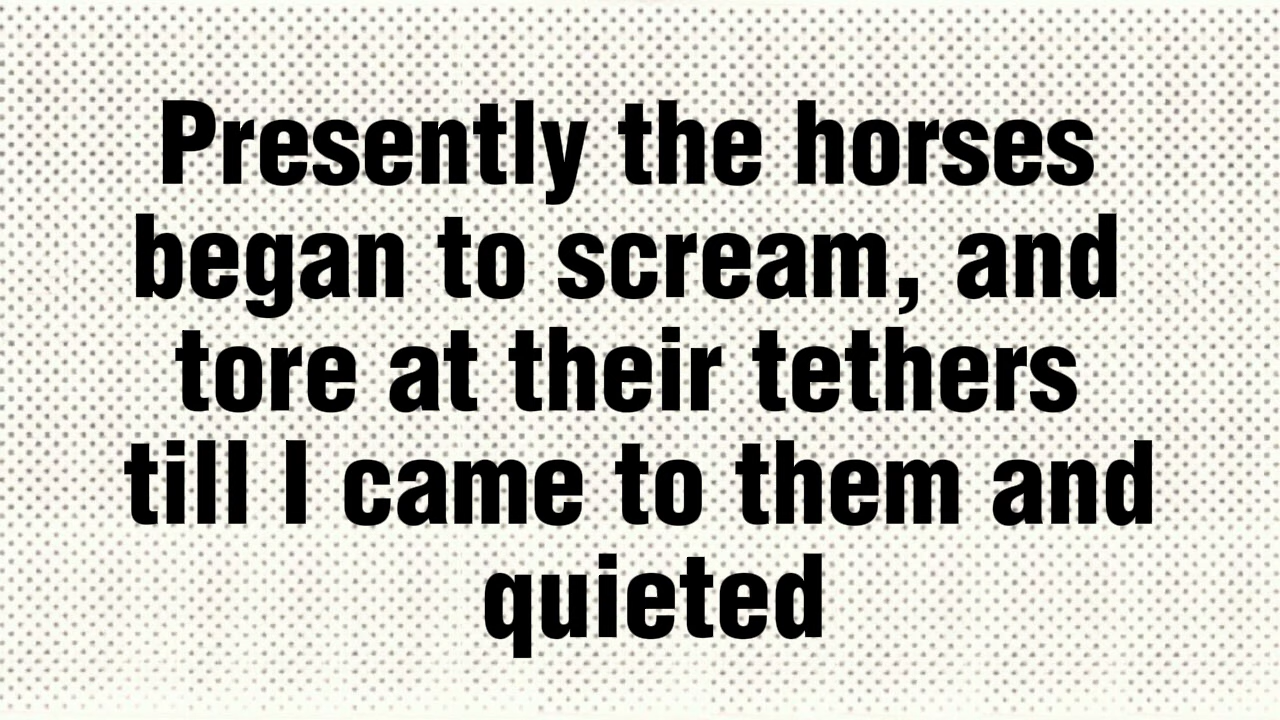 Presently the horses
began to scream, and
tore at their tethers
till I came to them and
quieted